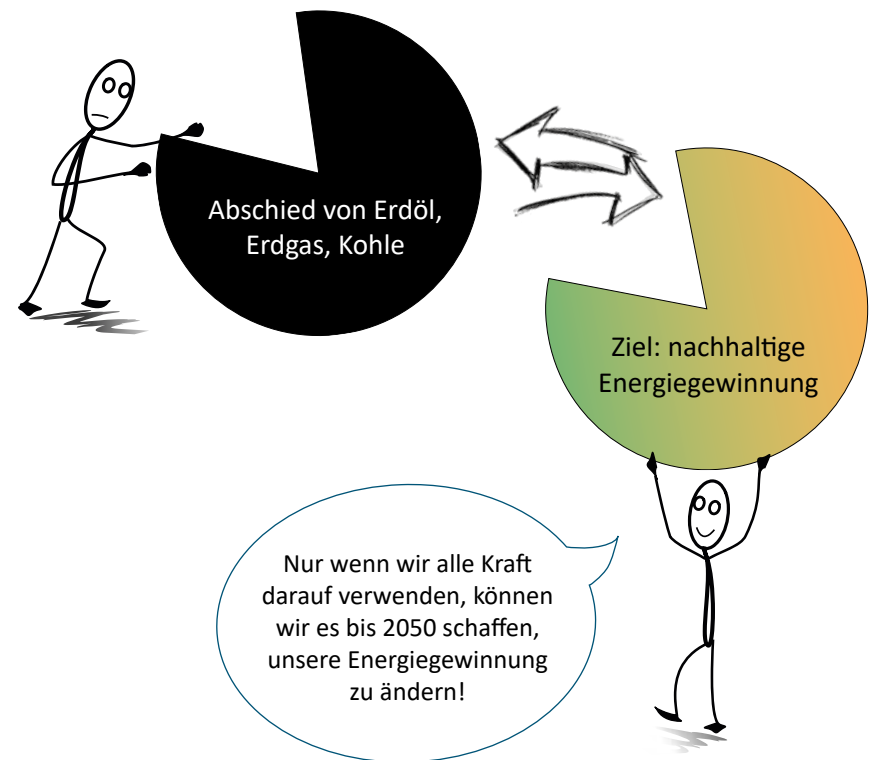 Abschied von Erdöl,
Erdgas, Kohle
Ziel: nachhaltige
Energiegewinnung
Nur wenn wir alle Kraft
darauf verwenden, können
wir es bis 2050 schaffen,
unsere Energiegewinnung
zu ändern!